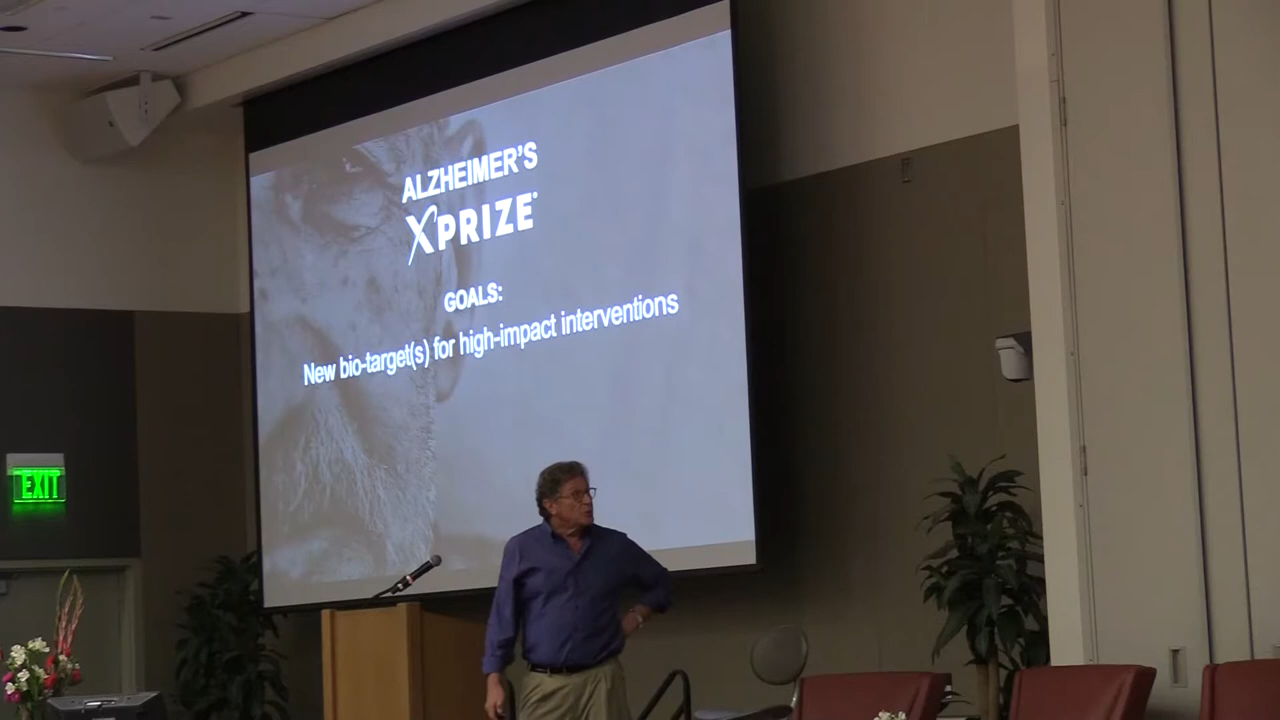 ALZHEIMER'S
XPRIZE
GOALS:
New bio-target(s) for high-impact interventions
EXIT